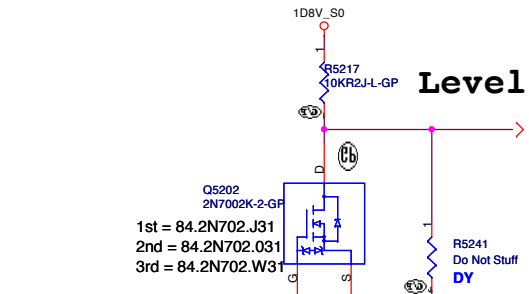 1D8V_S0
1
R5217
10KR2J-L-GP
Level
D
Q5202
2N7002K-2-GP
1st = 84.2N702.J31
2nd = 84.2N702.031
3rd = 84.2N702.W31
G
S
1
R5241
Do Not Stuff
DY